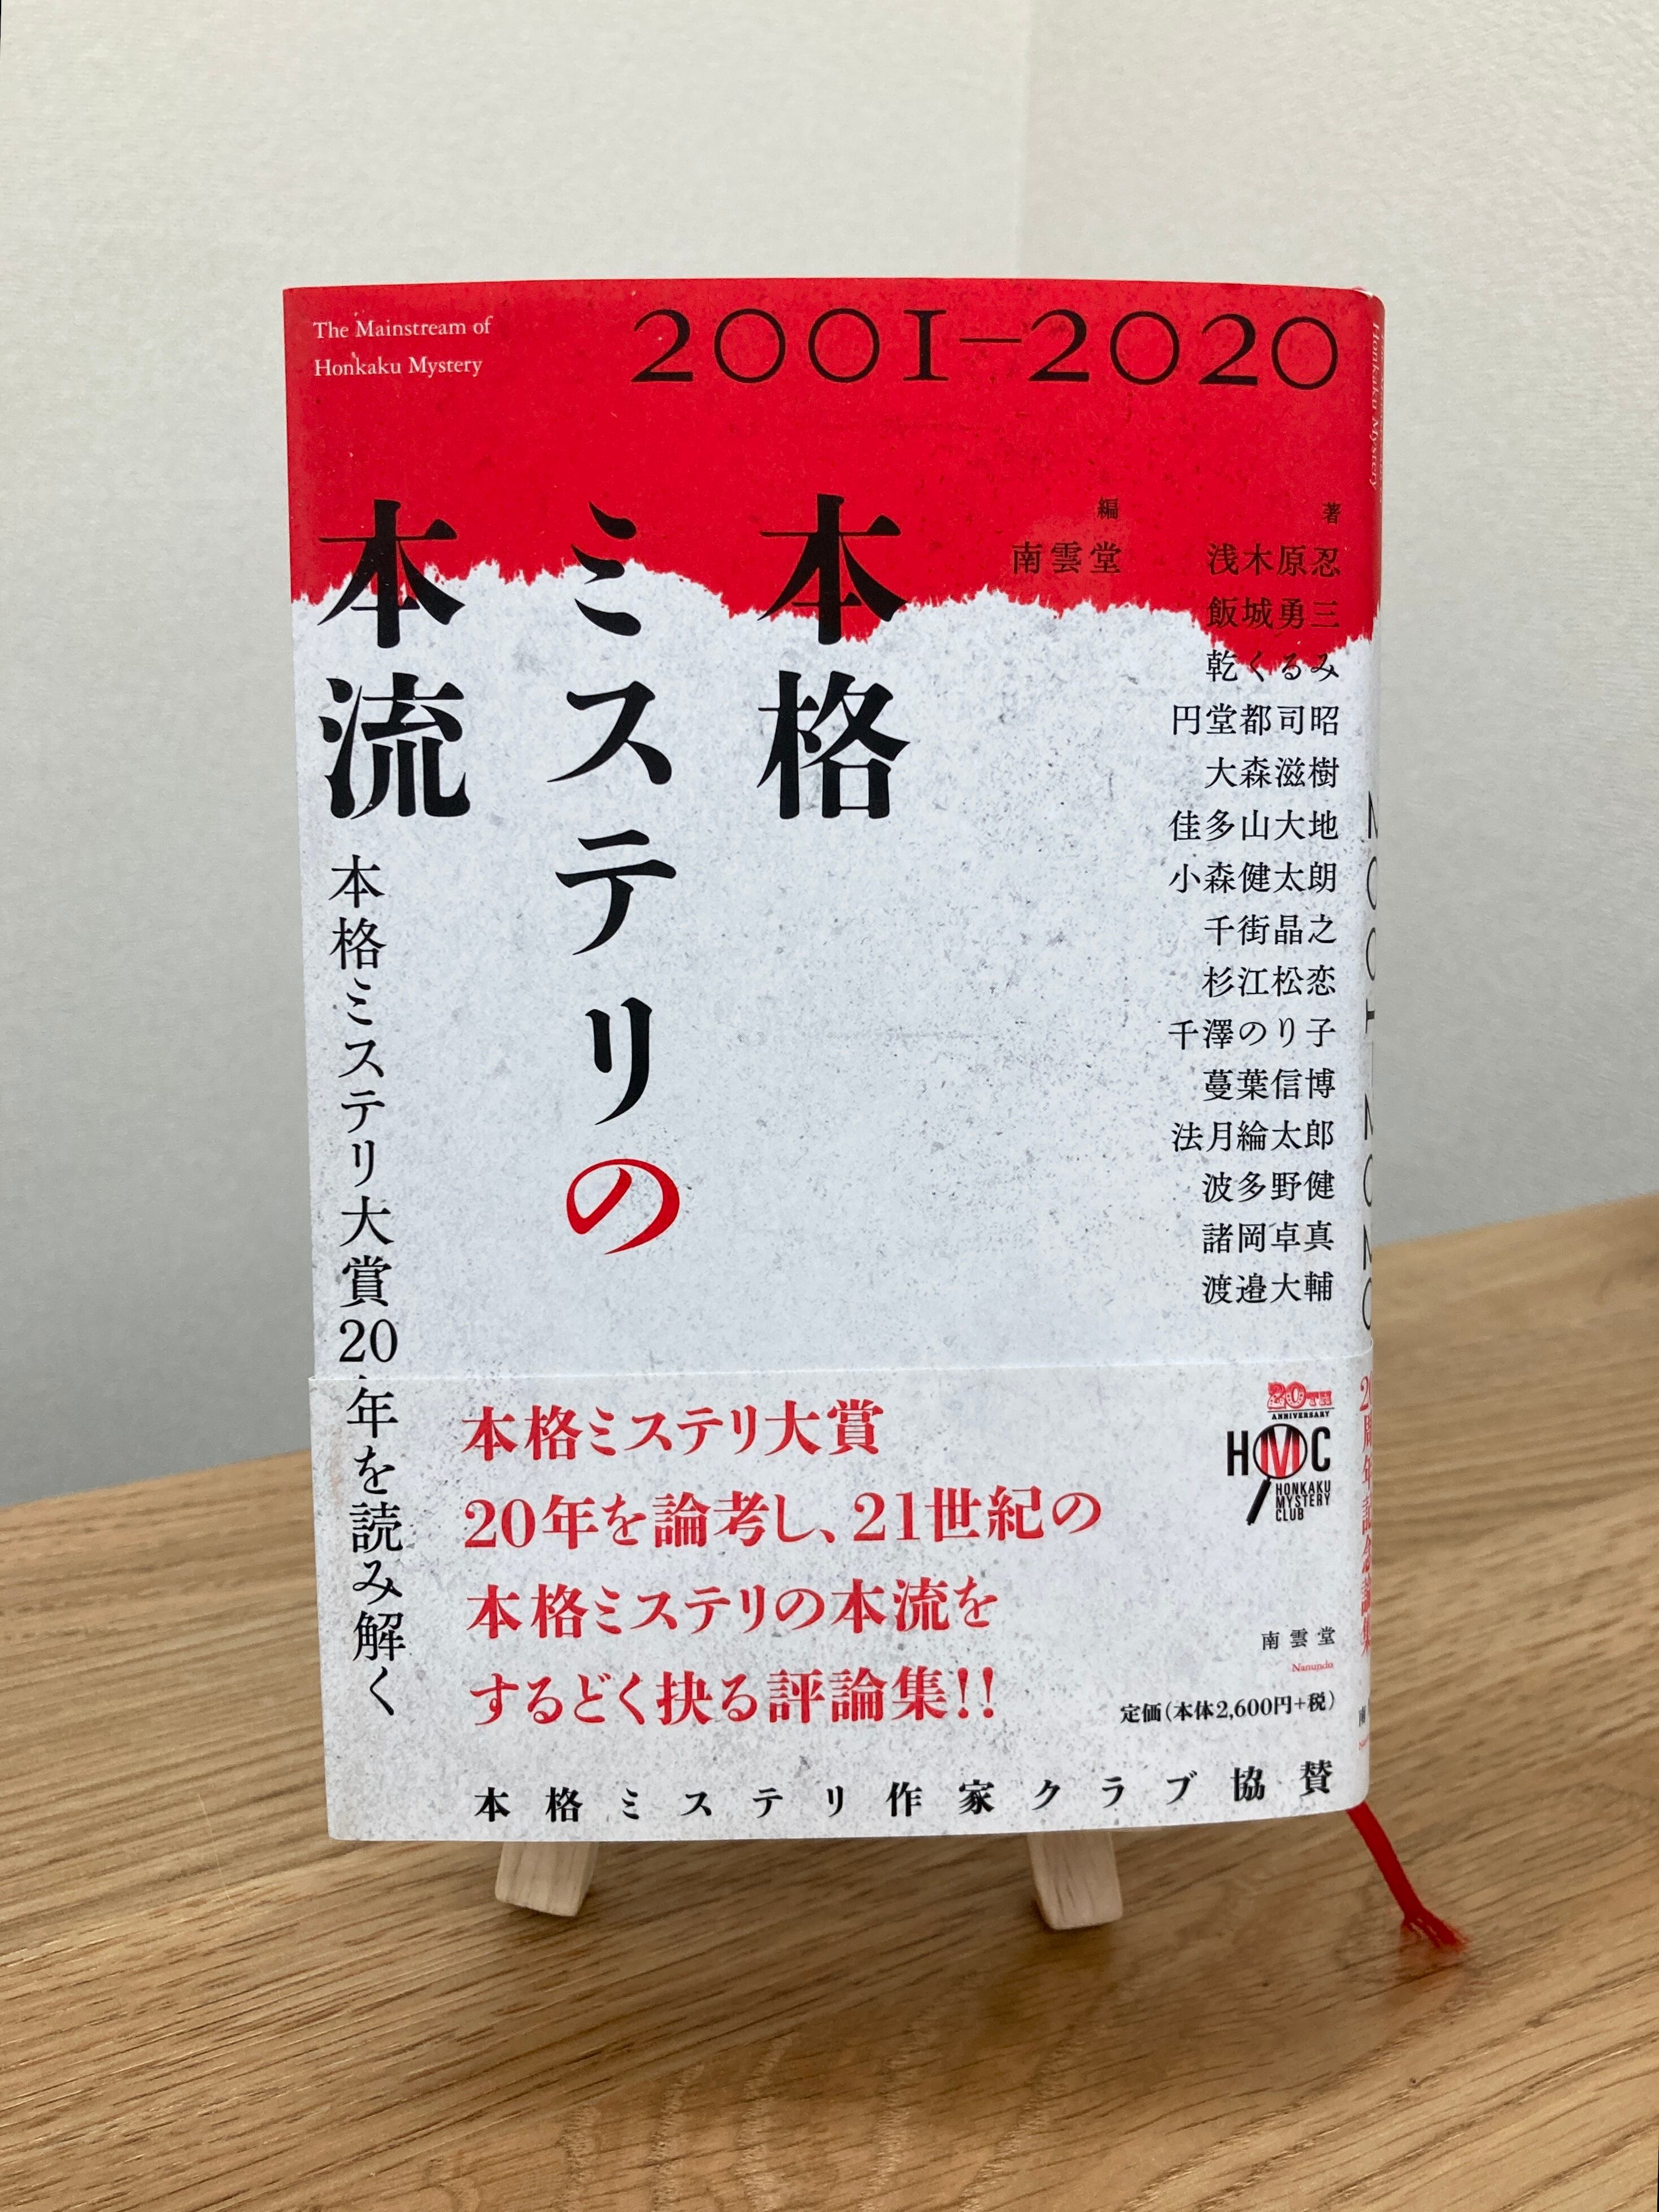 The Mainstream of
Honkaku Mystery
2001–2020
本格
ミステリの
本流
本格ミステリ大賞20年を読み解く
著
浅木原忍
飯城勇三
乾くるみ
円堂都司昭
大森滋樹
佳多山大地
小森健太朗
千街晶之
杉江松恋
千澤のり子
蔓葉信博
法月綸太郎
波多野健
諸岡卓真
渡邉大輔
編
南雲堂
本格ミステリ大賞
20年を論考し、21世紀の
本格ミステリの本流を
するどく抉る評論集!!
20TH
ANNIVERSARY
HMC
HONKAKU
MYSTERY
CLUB
南雲堂
Nanundo
定価(本体2,600円+税)
本格ミステリ作家クラブ協賛
Honkaku Mystery